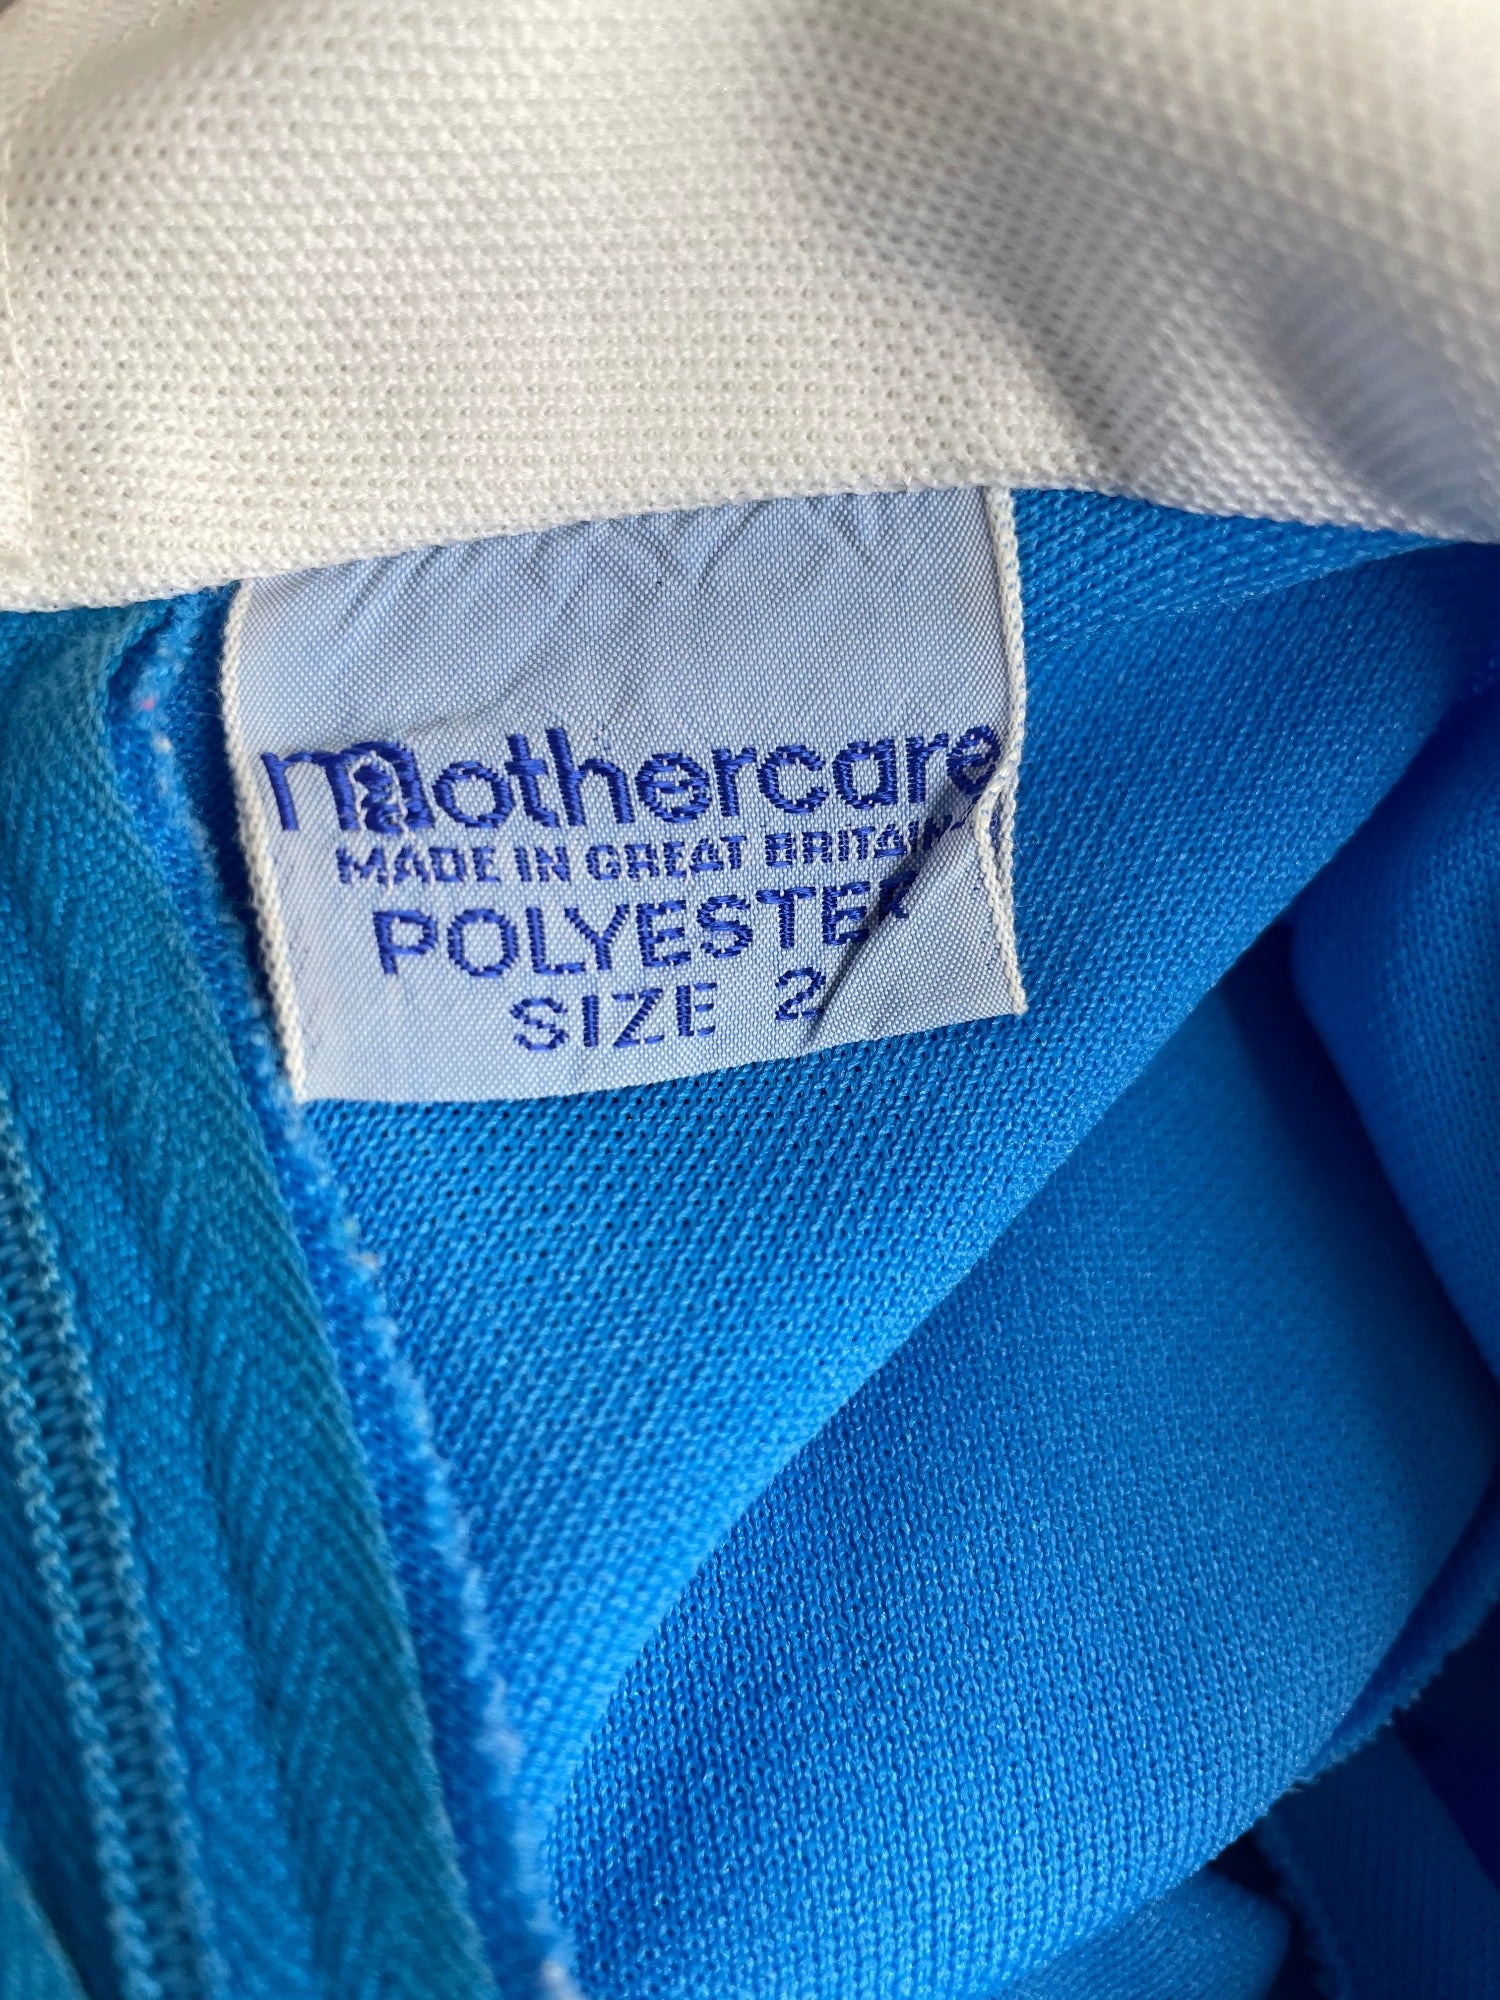 mothercare
MADE IN GREAT BRITAIN
POLYESTER
SIZE 2